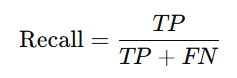 Recall = TP / (TP + FN)